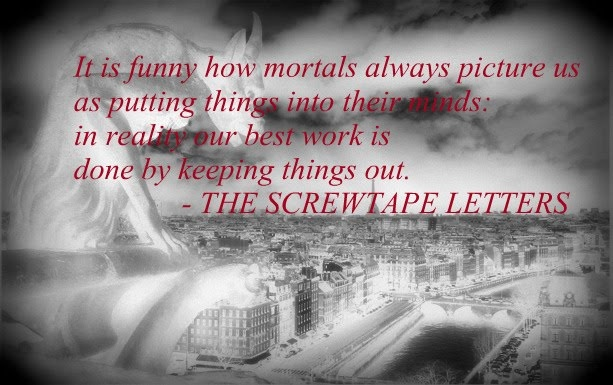 It is funny how mortals always picture us
as putting things into their minds:
in reality our best work is
done by keeping things out.
- THE SCREWTAPE LETTERS